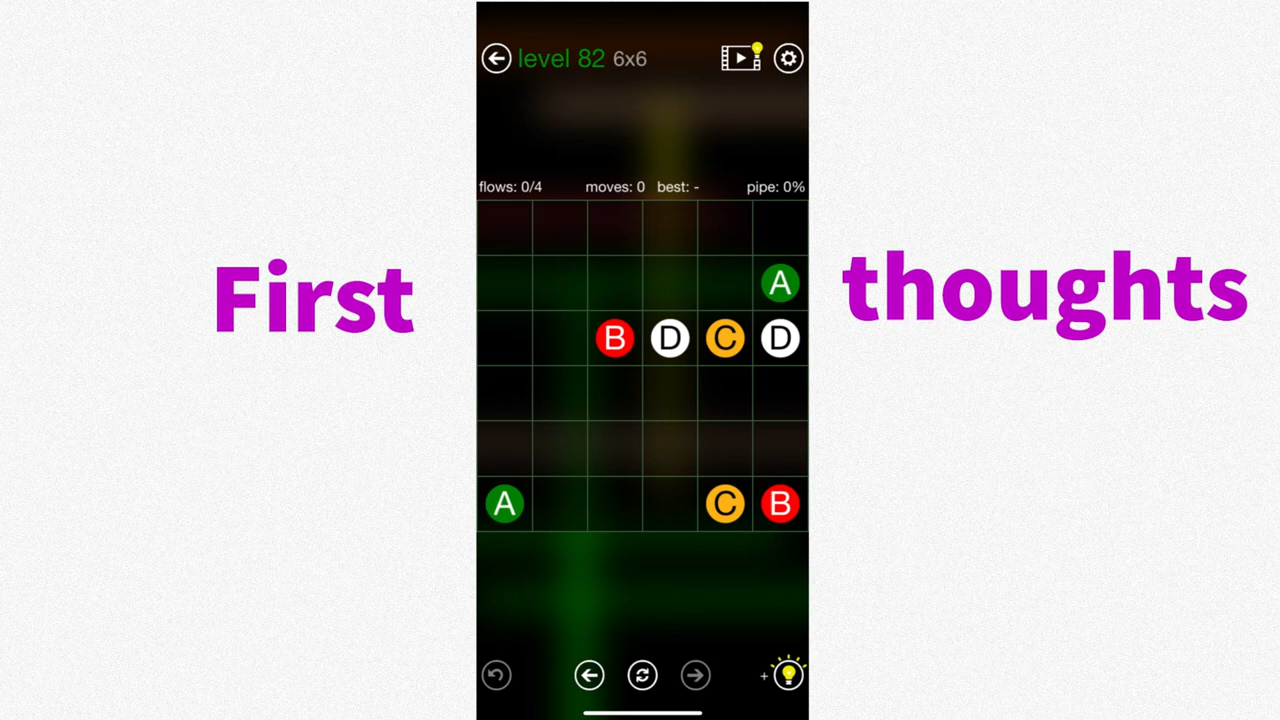 level 82 6x6
flows: 0/4 moves: 0 best: - pipe: 0%
First thoughts
A
B D C D
A C B
+